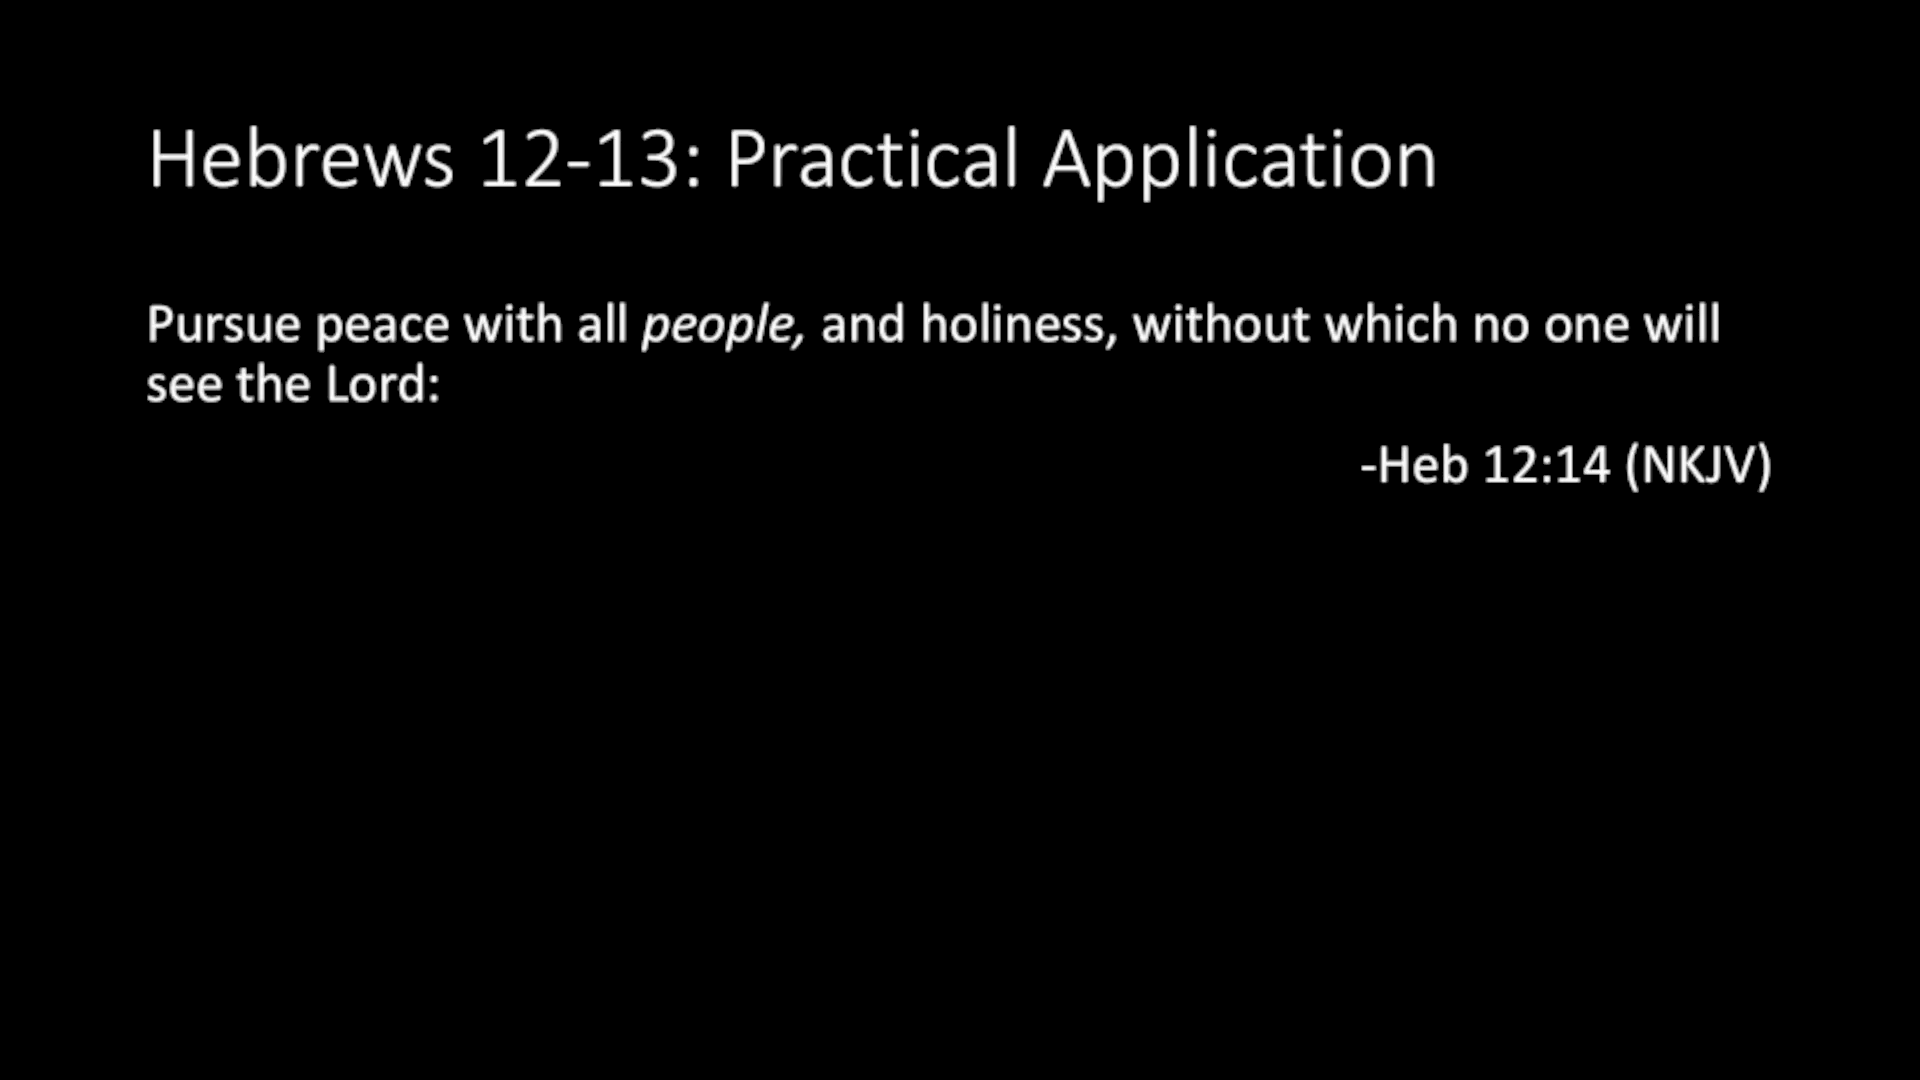 Hebrews 12-13: Practical Application
Pursue peace with all people, and holiness, without which no one will
see the Lord:
-Heb 12:14 (NKJV)